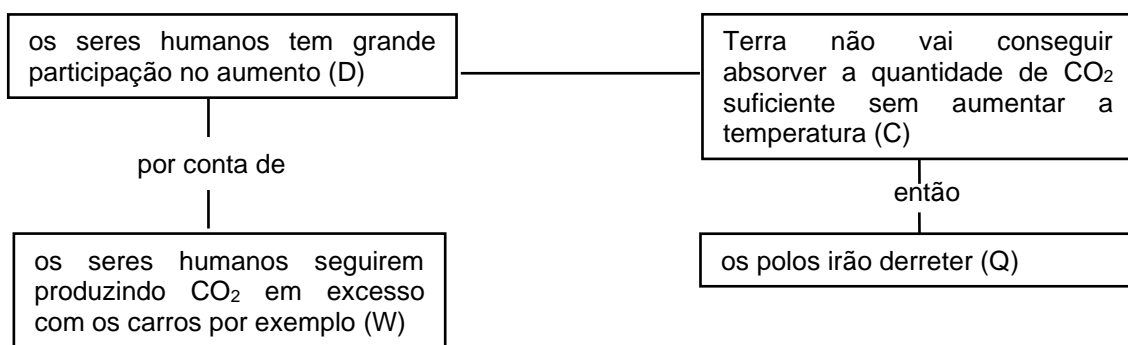 os seres humanos tem grande
participação no aumento (D)
Terra não vai conseguir
absorver a quantidade de CO₂
suficiente sem aumentar a
temperatura (C)
por conta de
então
os seres humanos seguirem
produzindo CO₂ em excesso
com os carros por exemplo (W)
os polos irão derreter (Q)